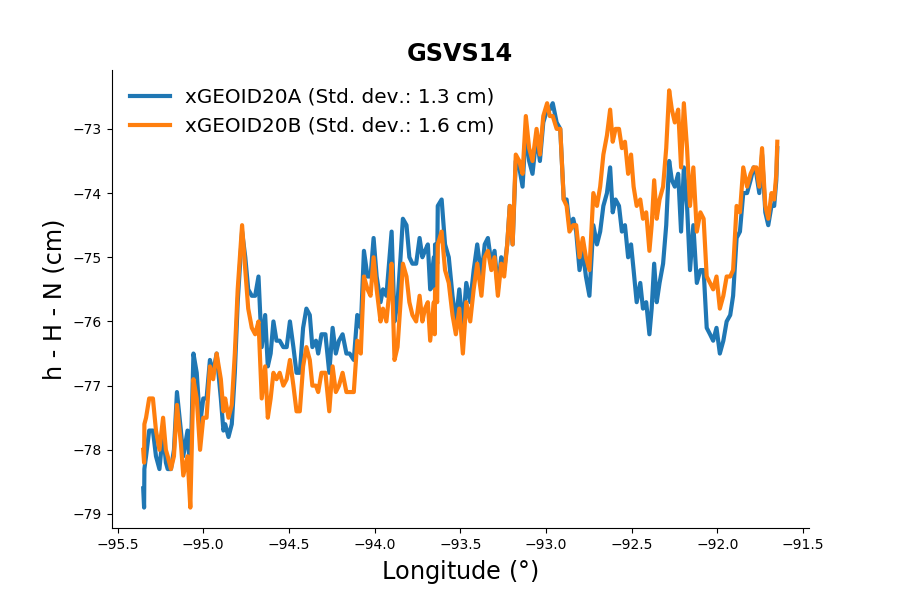 GSVS14
xGEOID20A (Std. dev.: 1.3 cm)
xGEOID20B (Std. dev.: 1.6 cm)
h - H - N (cm)
−73
−74
−75
−76
−77
−78
−79
−95.5 −95.0 −94.5 −94.0 −93.5 −93.0 −92.5 −92.0 −91.5
Longitude (°)